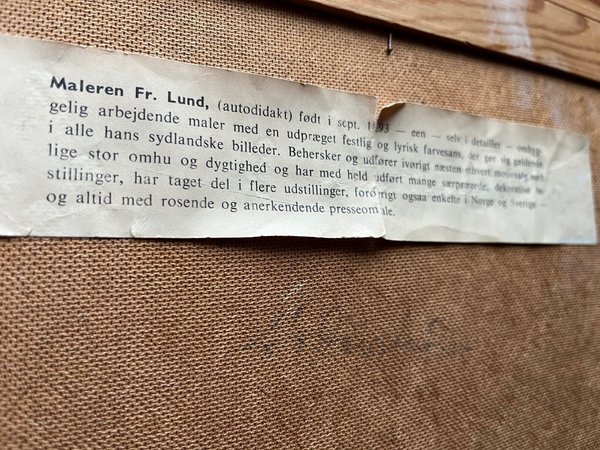 Maleren Fr. Lund, (autodidakt) født i sept. 1893 — een — selv i detailler — omhyg-
gelig arbejdende maler med en udpræget festlig og lyrisk farvesans, der gør sig geldende
i alle hans sydlandske billeder. Behersker og udfører ivørigt næsten ethvert motivvalg med
lige stor omhu og dygtighed og har med held udført mange særprægede, dekorative be-
stillinger, har taget del i flere udstillinger, forøvrigt ogsaa enkelte i Norge og Sverige —
og altid med rosende og anerkendende presseomtale.